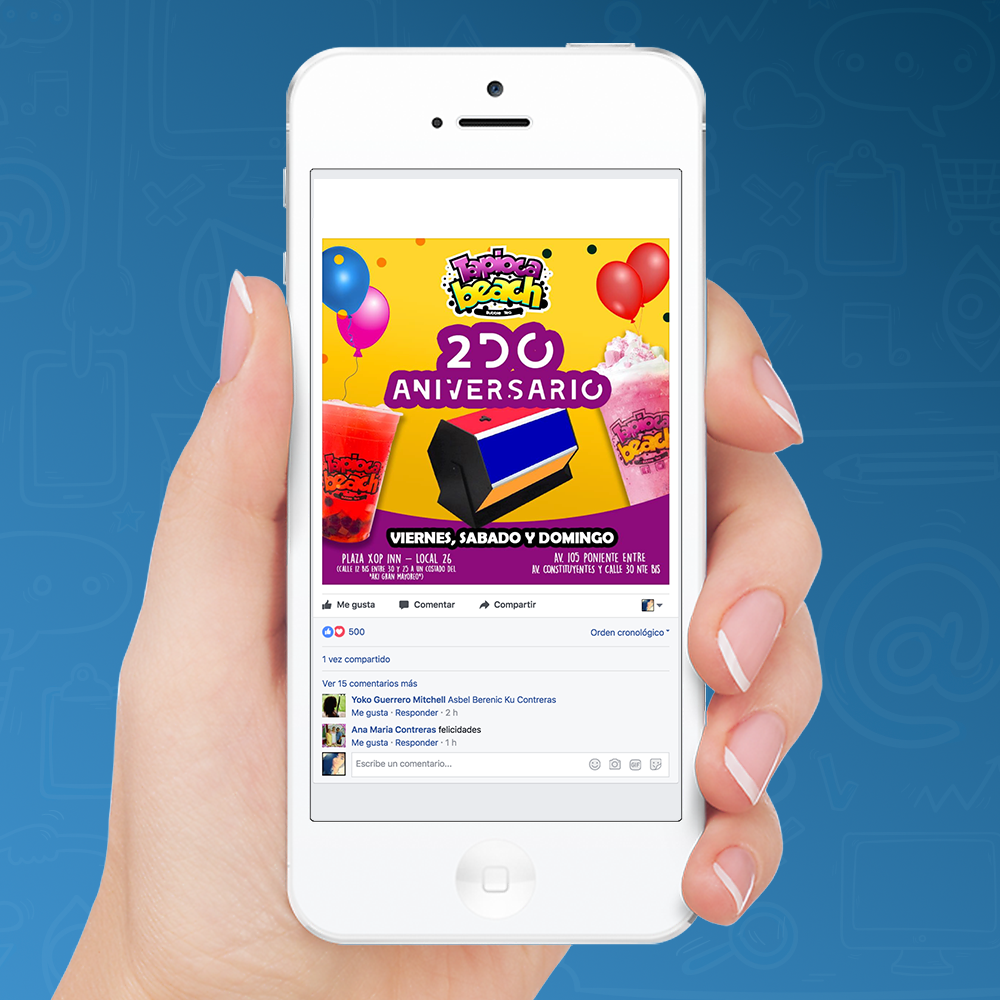 Tapioca
beach
Bubble Tea
2DO
ANIVERSARIO
Tapioca
beach
Tapioca
beach
VIERNES, SABADO Y DOMINGO
PLAZA XOP INN – LOCAL 26
(CALLE 12 BIS ENTRE 30 Y 25 A UN COSTADO DEL
"AKI GRAN MAYOREO")
AV. 105 PONIENTE ENTRE
AV. CONSTITUYENTES Y CALLE 30 NTE BIS
Me gusta Comentar Compartir
500 Orden cronológico
1 vez compartido
Ver 15 comentarios más
Yoko Guerrero Mitchell Asbel Berenic Ku Contreras
Me gusta · Responder · 2 h
Ana Maria Contreras felicidades
Me gusta · Responder · 1 h
Escribe un comentario...
GIF